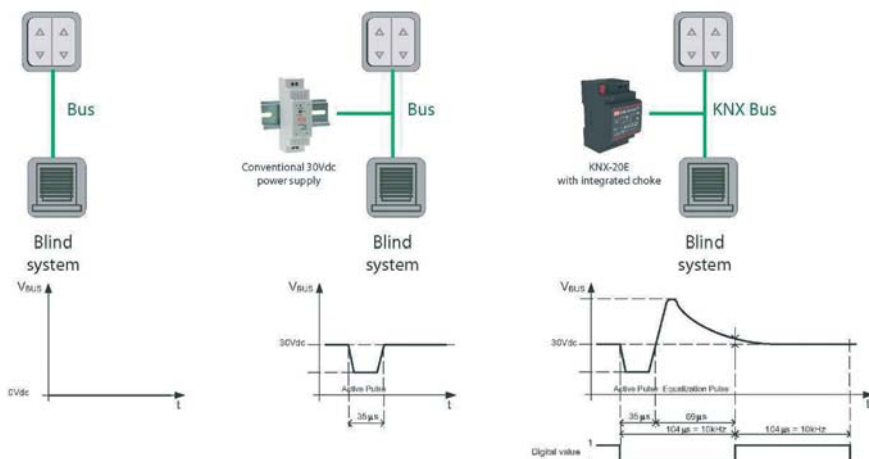 Bus
Conventional 30Vdc
power supply
Bus
KNX-20E
with integrated choke
KNX Bus
Blind
system
Blind
system
Blind
system
VBUS
0Vdc
t
VBUS
30Vdc
Active Pulse
t
35µs
VBUS
30Vdc
Active Pulse Equalization Pulse
t
35µs
69µs
104µs = 10kHz
104µs = 10kHz
Digital value
1